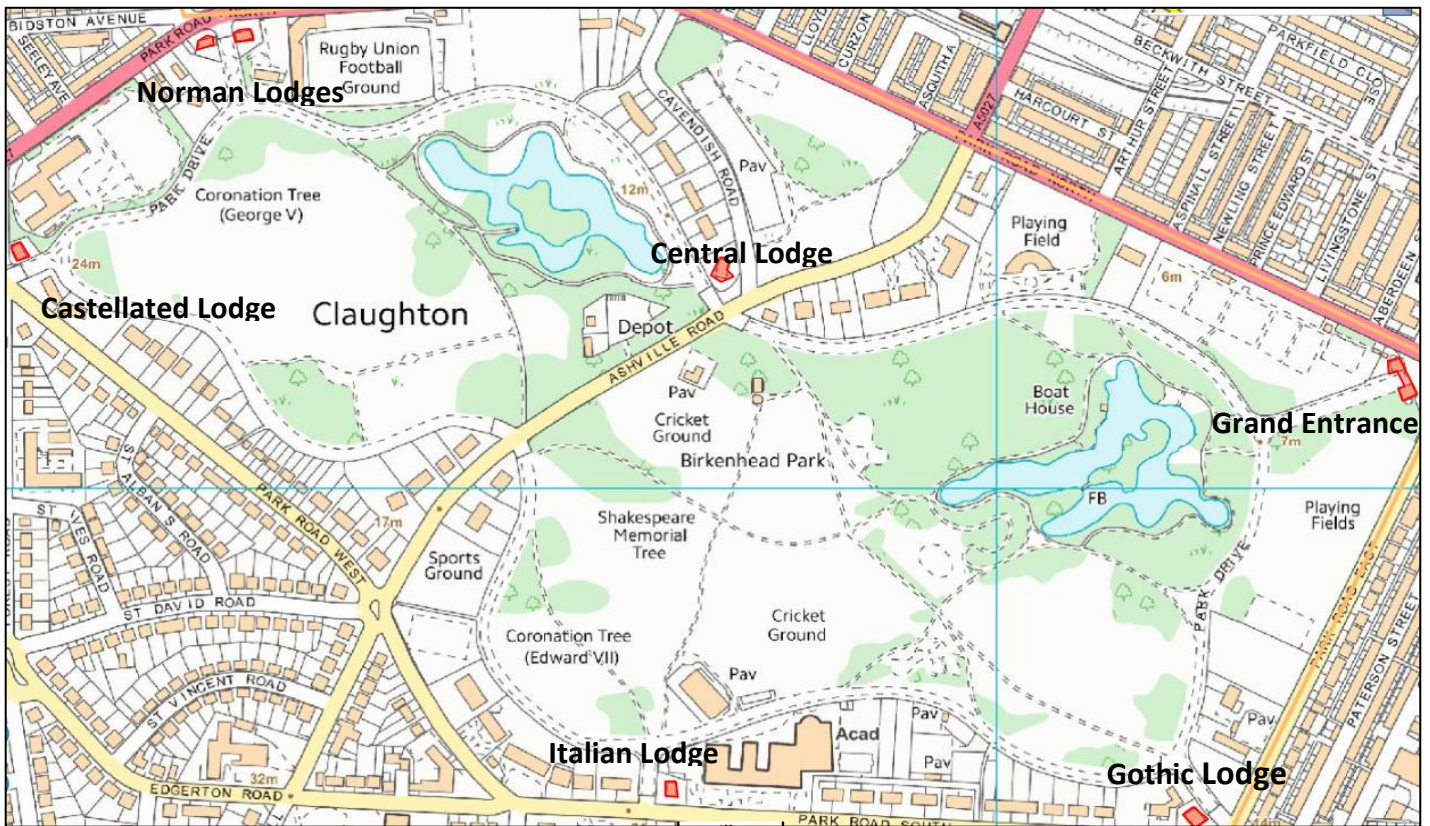 BIDSTON AVENUE
SEELEY AVE
PARK ROAD NORTH
Rugby Union
Football
Ground
Norman Lodges
PARK DRIVE
Coronation Tree
(George V)
24m
Castellated Lodge
Claughton
12m
CAVENDISH ROAD
Pav
Central Lodge
Depot
ASHVILLE ROAD
LLOYD
CURZON
ASQUITH A
A5027
HARCOURT ST
ARTHUR STREET
BECKWITH STREET
PARKFIELD CLOSE
ASPINALL STREET
NEWLING STREET
PRINCE EDWARD ST
LIVINGSTONE ST
ABERDEEN
ROAD NORTH
Playing
Field
6m
Pav
Cricket
Ground
Birkenhead Park
Boat
House
Grand Entrance
7m
FB
Playing
Fields
PARK DRIVE
PARK ROAD EAST
PATERSON STREET
Shakespeare
Memorial
Tree
Sports
Ground
17m
PARK ROAD WEST
ST ALBAN S ROAD
ST
IVES ROAD
ST DAVID ROAD
ST VINCENT ROAD
32m
EDGERTON ROAD
Coronation Tree
(Edward VII)
Cricket
Ground
Pav
Italian Lodge
Acad
Pav
Pav
Pav
Gothic Lodge
PARK ROAD SOUTH